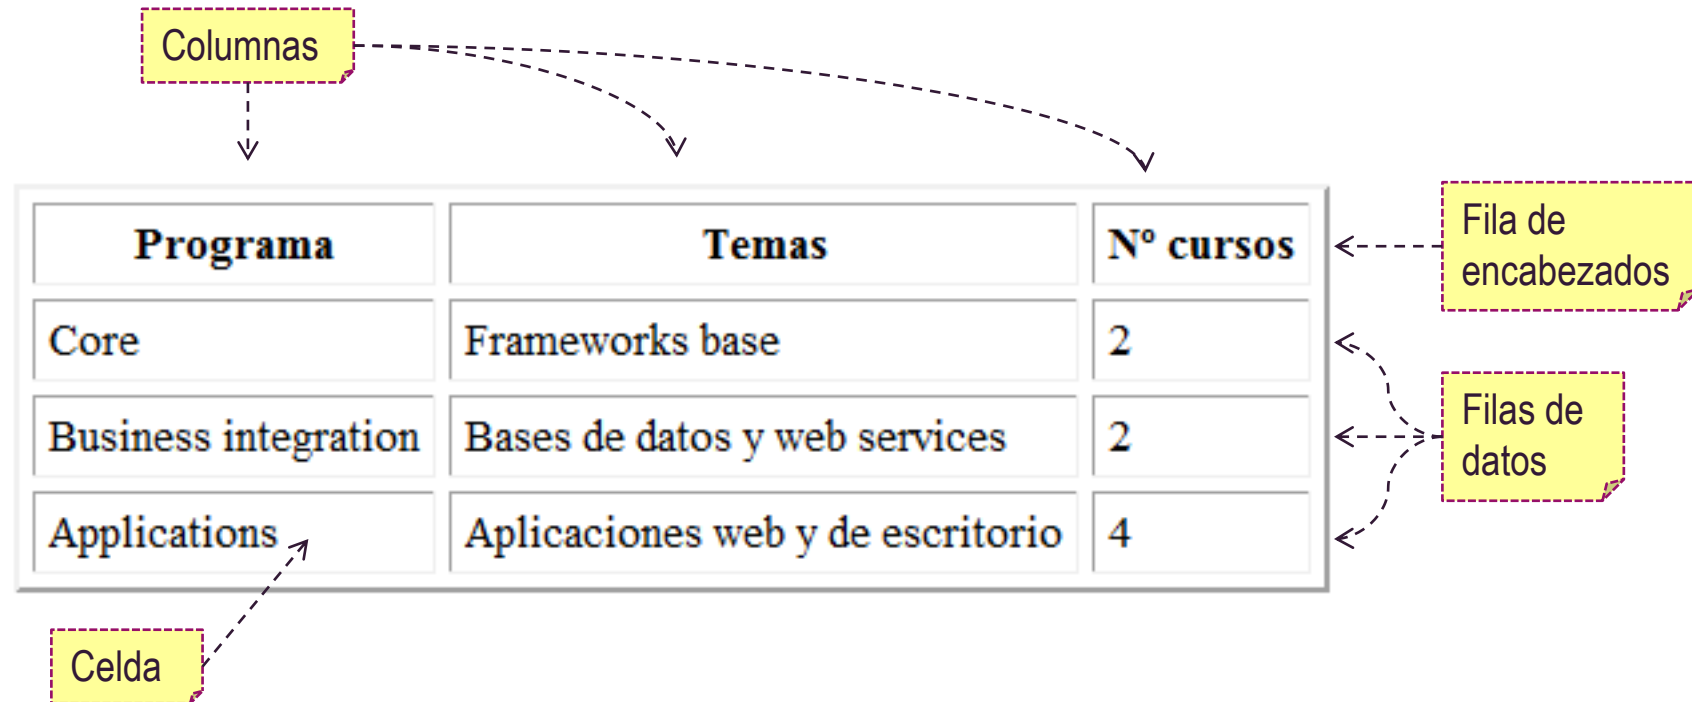 Columnas
Programa Temas Nº cursos
Fila de
encabezados
Core Frameworks base 2
Business integration Bases de datos y web services 2
Filas de
datos
Applications Aplicaciones web y de escritorio 4
Celda